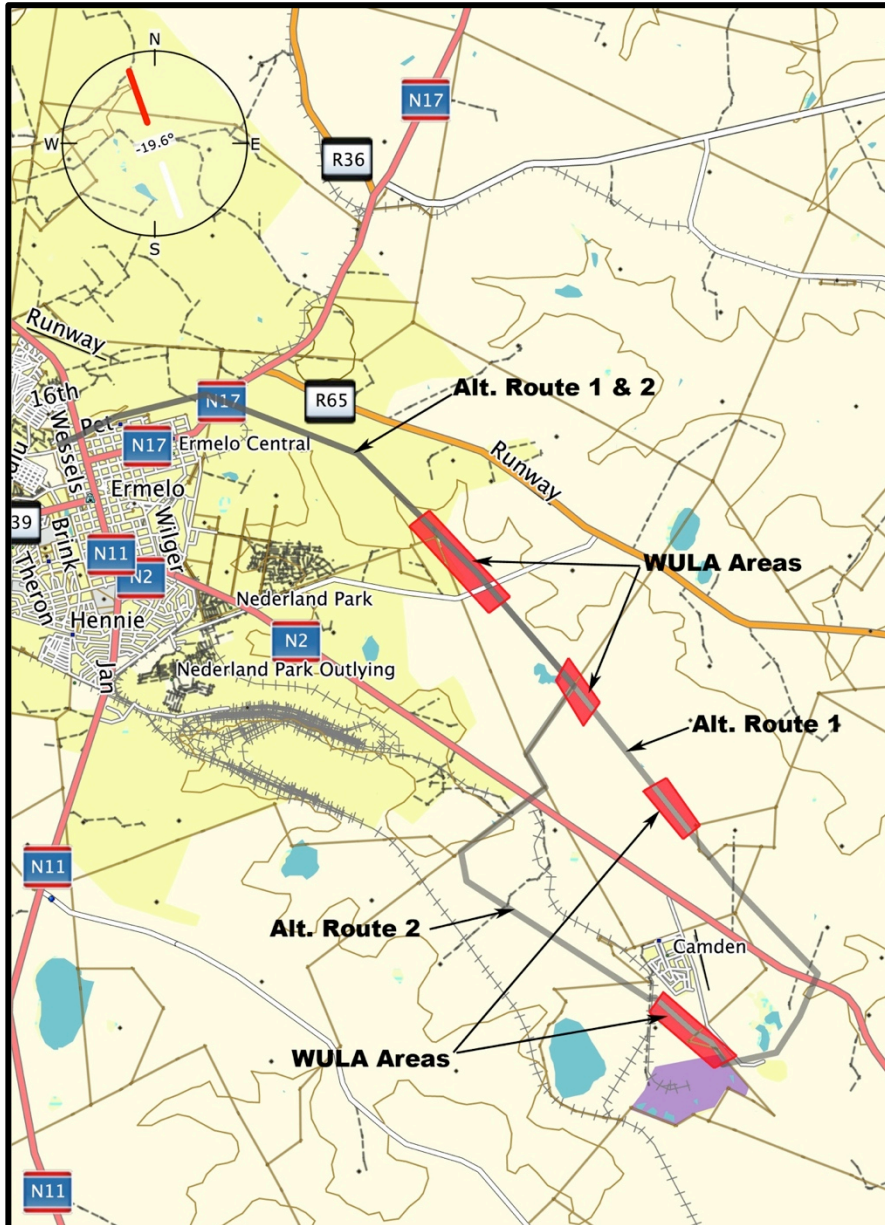 N
W
E
S
-19.6°
N17
R36
Runway
16th
Wessels
Pet
N17
R65
Alt. Route 1 & 2
N17
Ermelo Central
Ermelo
Runway
39
Brink
Wilger
N11
N2
WULA Areas
Theron
Nederland Park
Hennie
N2
Nederland Park Outlying
Jan
Alt. Route 1
N11
Alt. Route 2
Camden
WULA Areas
N11